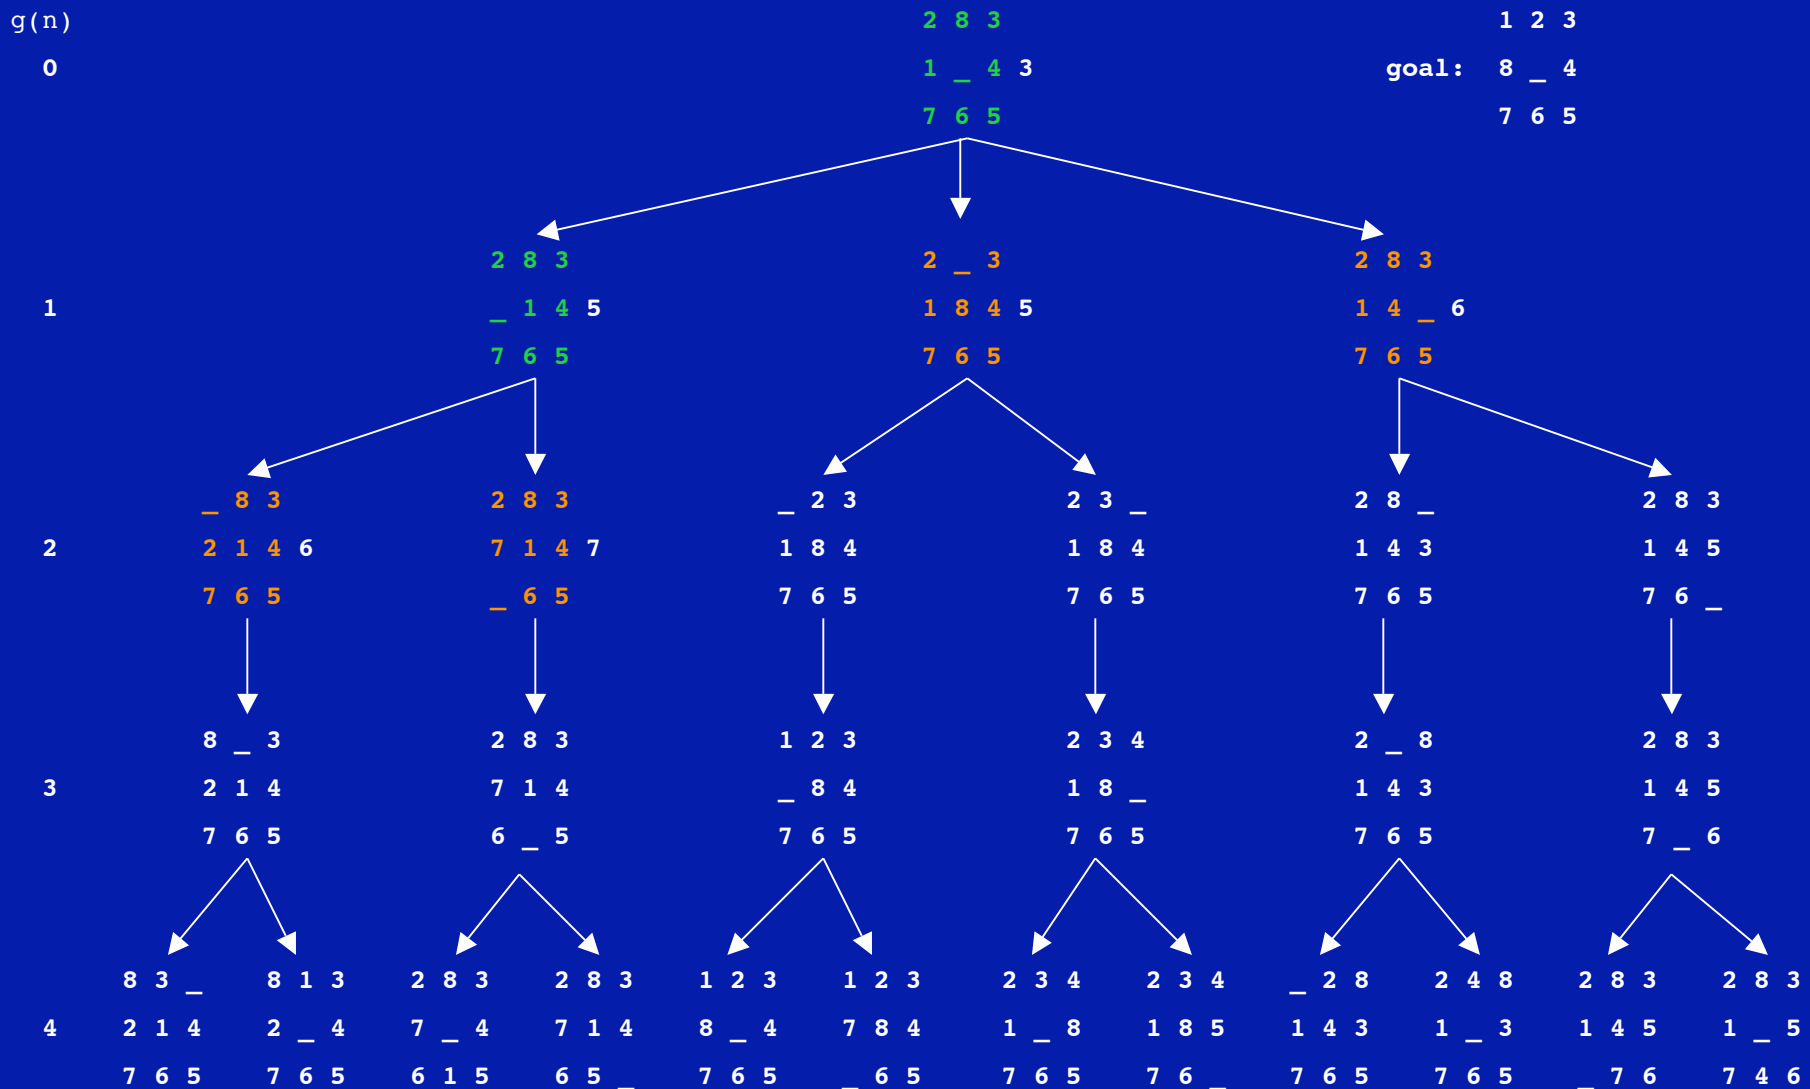 g(n) 2 8 3 1 2 3
0 1 _ 4 3 goal: 8 _ 4
7 6 5 7 6 5
2 8 3 2 _ 3 2 8 3
1 _ 1 4 5 1 8 4 5 1 4 _ 6
7 6 5 7 6 5 7 6 5
_ 8 3 2 8 3 _ 2 3 2 3 _ 2 8 _ 2 8 3
2 2 1 4 6 7 1 4 7 1 8 4 1 8 4 1 4 3 1 4 5
7 6 5 _ 6 5 7 6 5 7 6 5 7 6 5 7 6 _
8 _ 3 2 8 3 1 2 3 2 3 4 2 _ 8 2 8 3
3 2 1 4 7 1 4 _ 8 4 1 8 _ 1 4 3 1 4 5
7 6 5 6 _ 5 7 6 5 7 6 5 7 6 5 7 _ 6
8 3 _ 8 1 3 2 8 3 2 8 3 1 2 3 1 2 3 2 3 4 2 3 4 _ 2 8 2 4 8 2 8 3 2 8 3
4 2 1 4 2 _ 4 7 _ 4 7 1 4 8 _ 4 7 8 4 1 _ 8 1 8 5 1 4 3 1 _ 3 1 4 5 1 _ 5
7 6 5 7 6 5 6 1 5 6 5 _ 7 6 5 _ 6 5 7 6 5 7 6 _ 7 6 5 7 6 5 _ 7 6 7 4 6